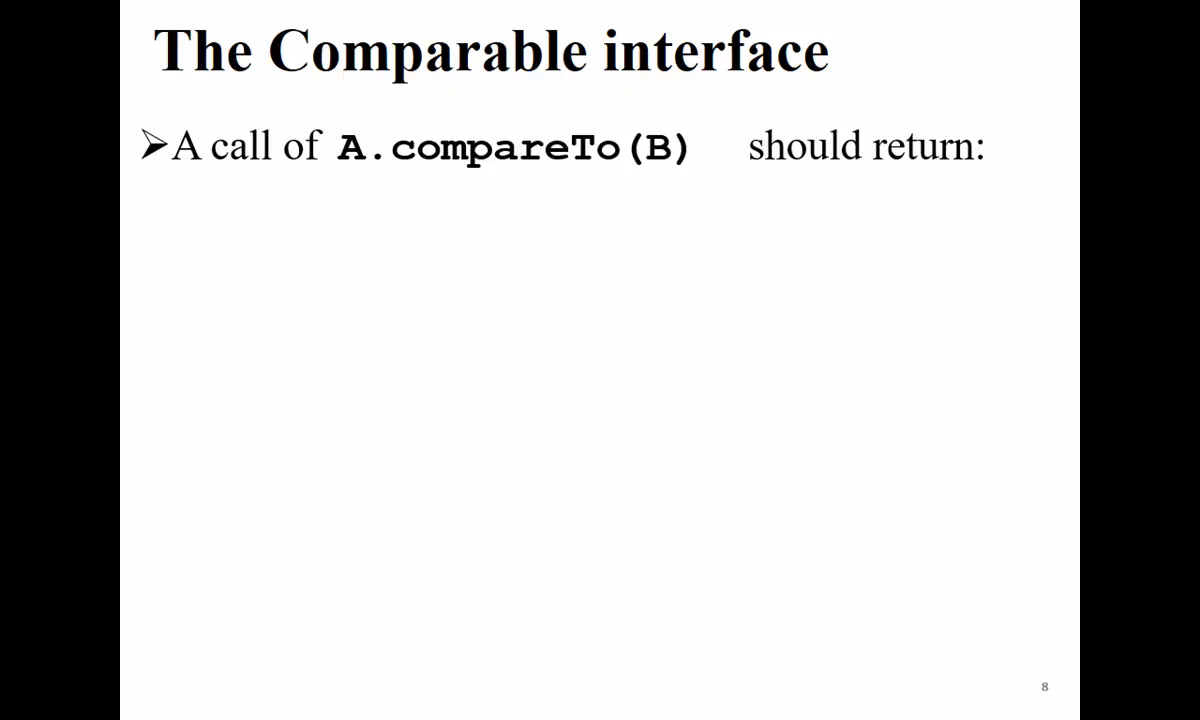 The Comparable interface
➢A call of A.compareTo(B) should return:
8